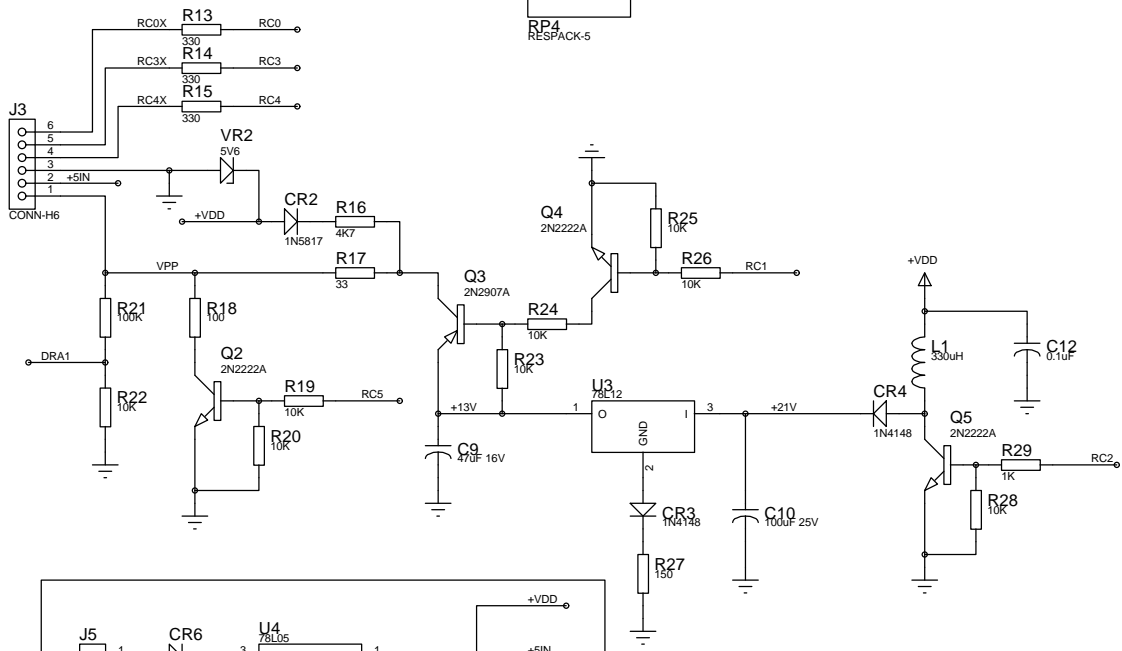 RP4
RESPACK-5
RC0X R13 RC0
330
RC3X R14 RC3
330
RC4X R15 RC4
330
J3
6
5
4
3
2 +5IN
1
CONN-H6
VR2
5V6
+VDD CR2
1N5817
R16
4K7
VPP R17
33
Q3
2N2907A
Q4
2N2222A
R25
10K
R26 RC1
10K
R24
10K
R23
10K
R21
100K
R18
100
DRA1
R22
10K
Q2
2N2222A
R19 RC5
10K
R20
10K
+13V
C9
47uF 16V
U3
78L12
1 O I 3
GND
2
+21V
CR3
1N4148
R27
150
C10
100uF 25V
CR4
1N4148
+VDD
L1
330uH
C12
0.1uF
Q5
2N2222A
R29 RC2
1K
R28
10K
+VDD
J5 1 CR6 3 U4
78L05
1
+5IN